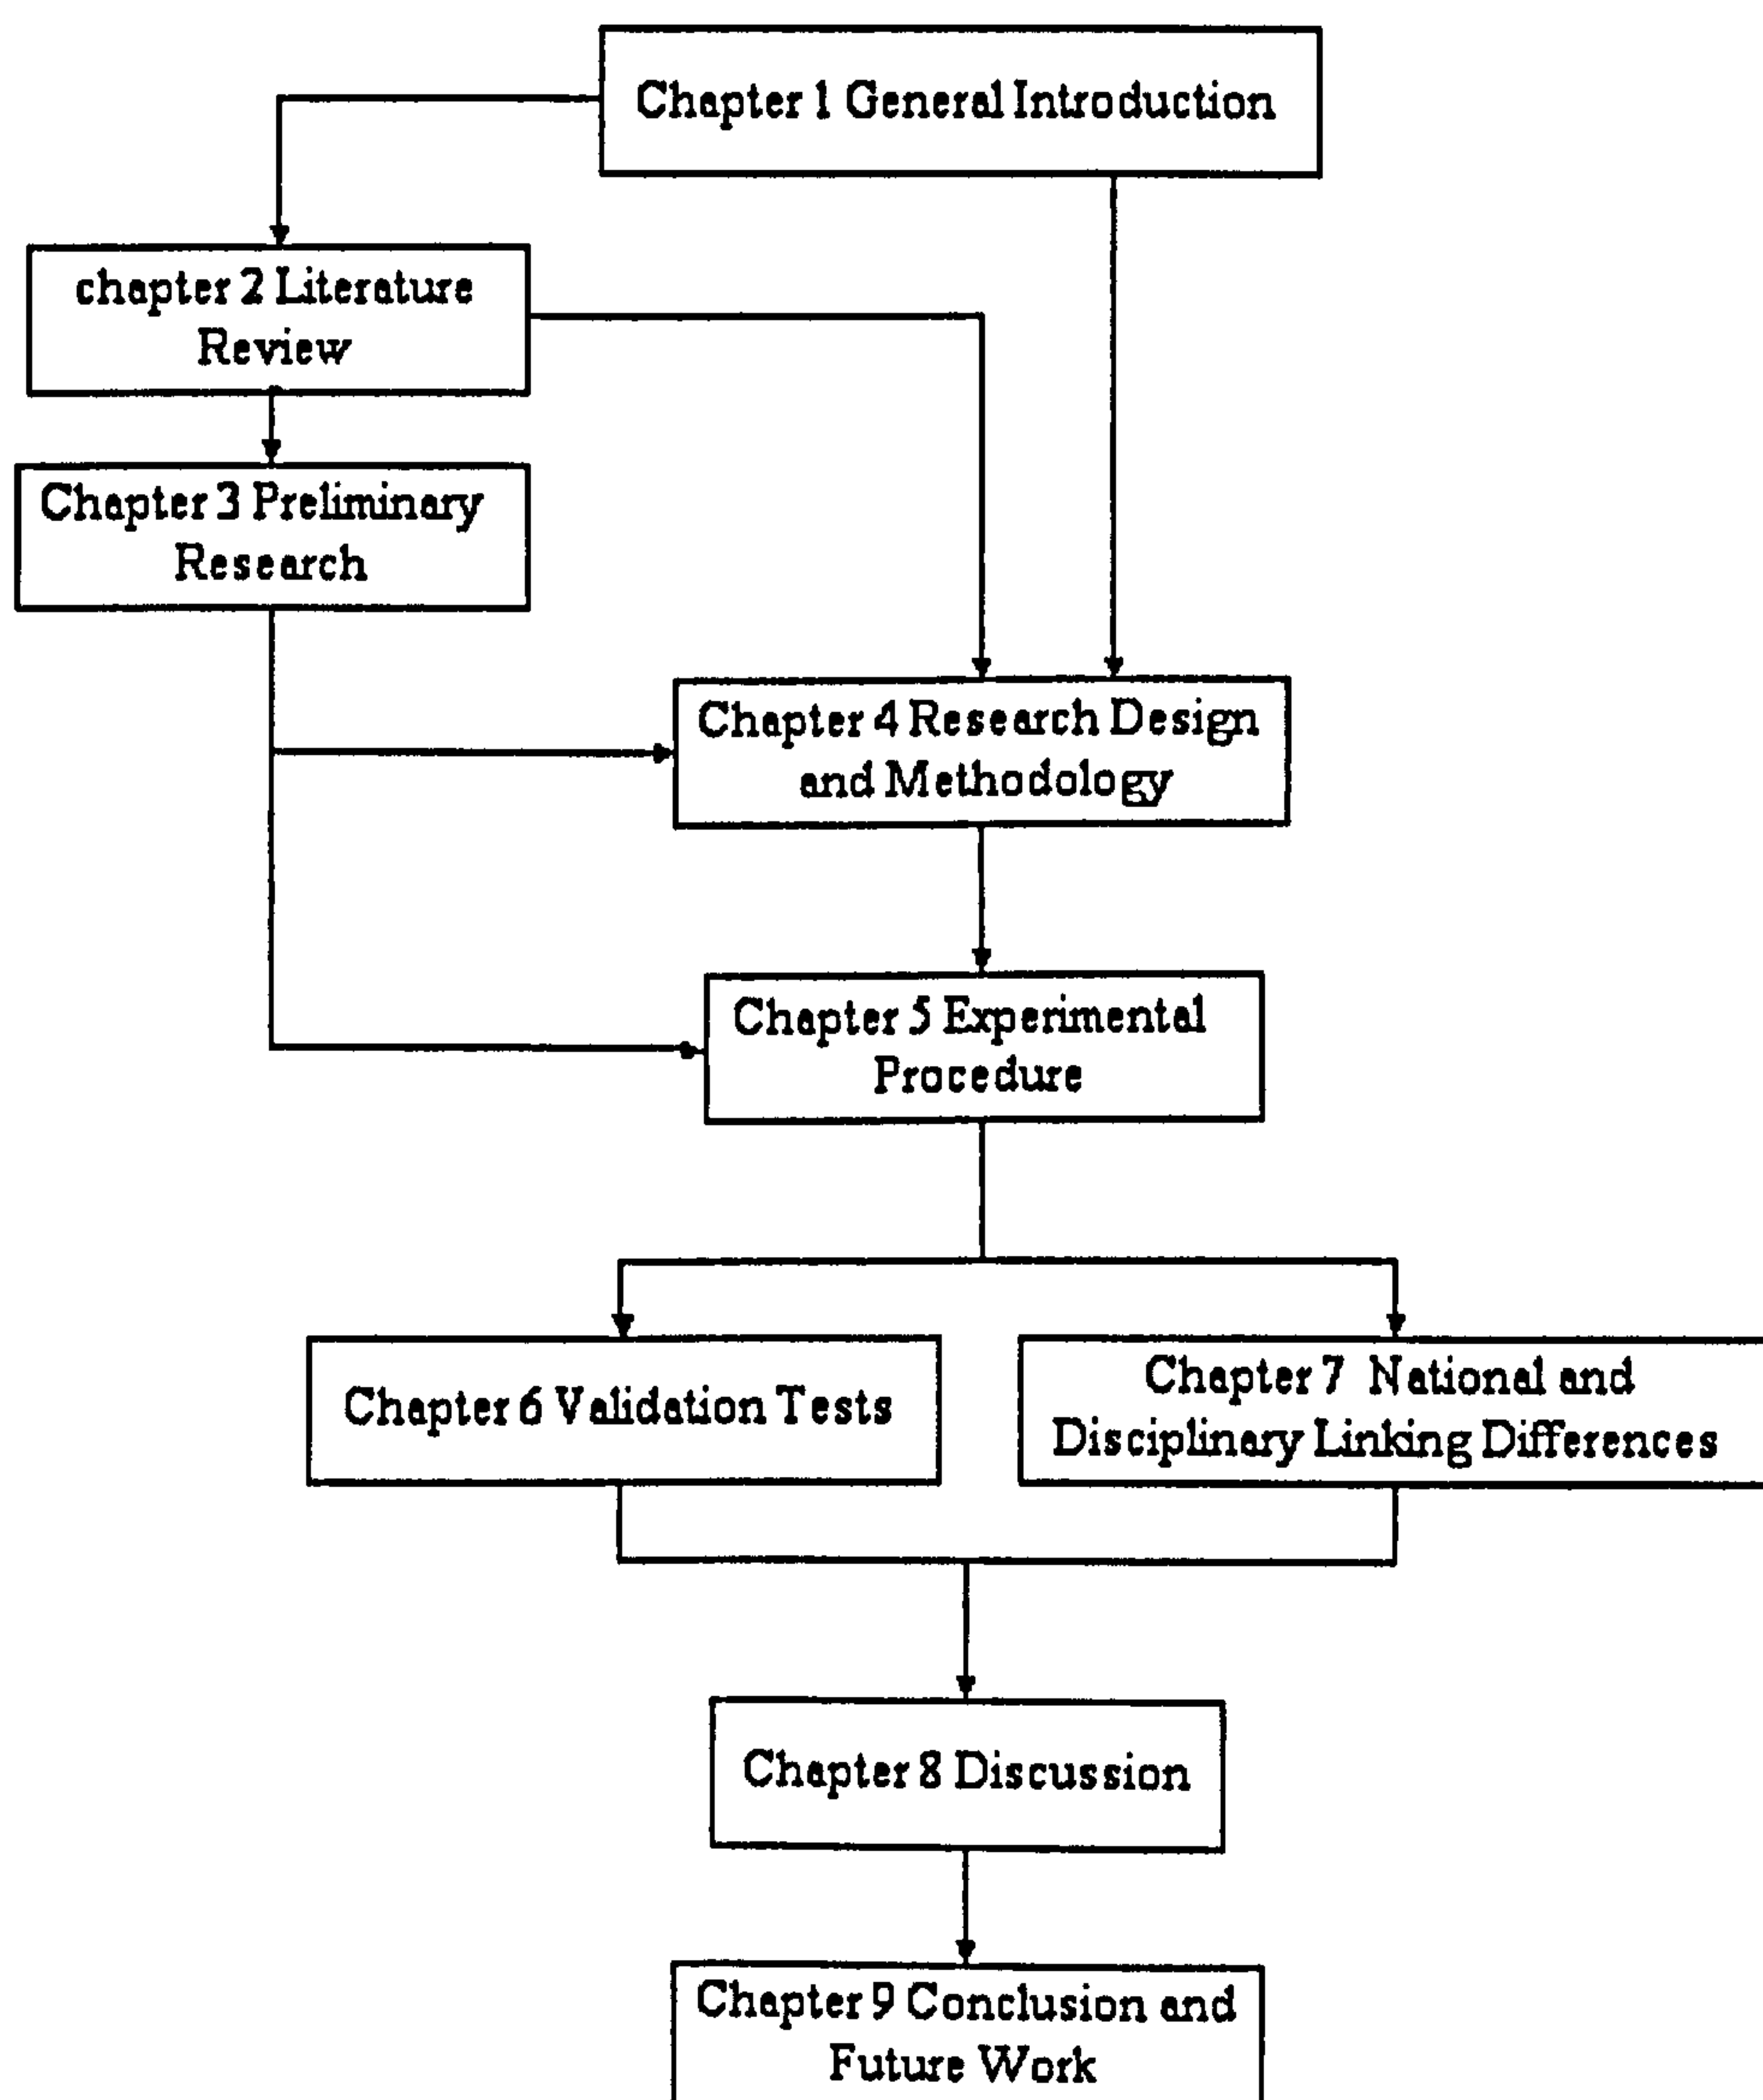 Chapter 1 General Introduction
chapter 2 Literature
Review
Chapter 3 Preliminary
Research
Chapter 4 Research Design
and Methodology
Chapter 5 Experimental
Procedure
Chapter 6 Validation Tests
Chapter 7 National and
Disciplinary Linking Differences
Chapter 8 Discussion
Chapter 9 Conclusion and
Future Work